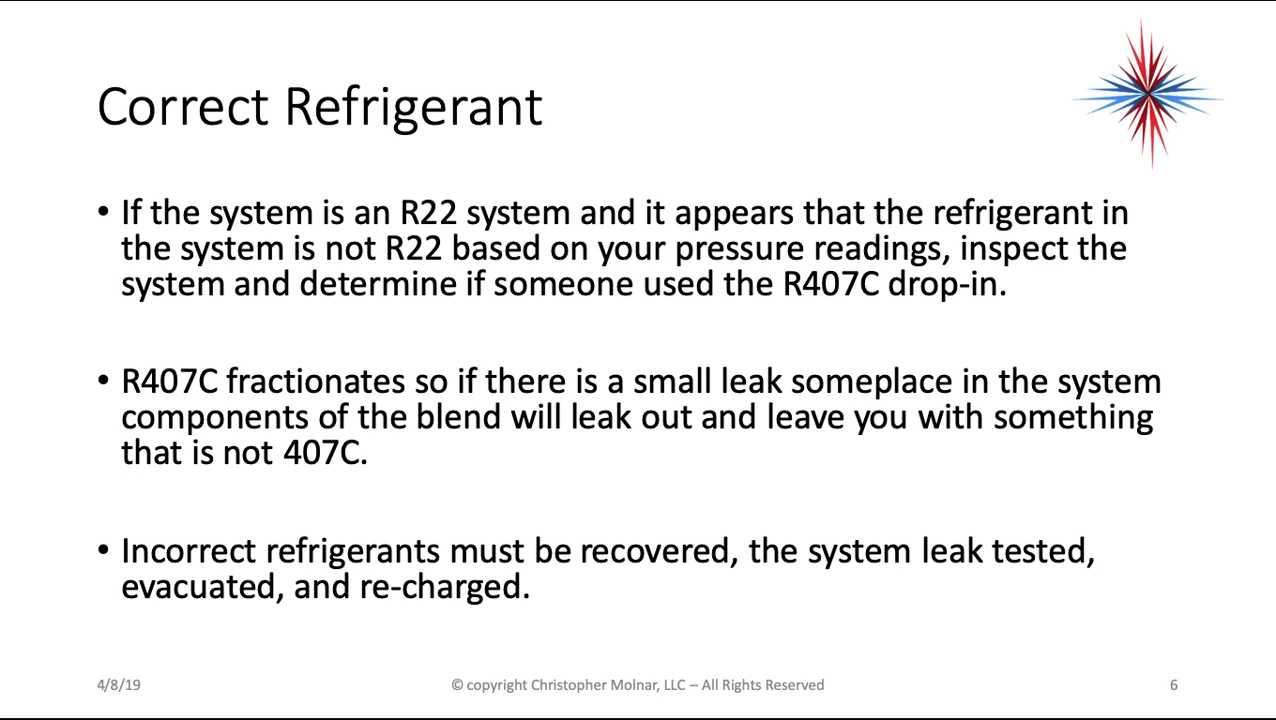 Correct Refrigerant
• If the system is an R22 system and it appears that the refrigerant in
the system is not R22 based on your pressure readings, inspect the
system and determine if someone used the R407C drop-in.
• R407C fractionates so if there is a small leak someplace in the system
components of the blend will leak out and leave you with something
that is not 407C.
• Incorrect refrigerants must be recovered, the system leak tested,
evacuated, and re-charged.
4/8/19
© copyright Christopher Molnar, LLC – All Rights Reserved
6